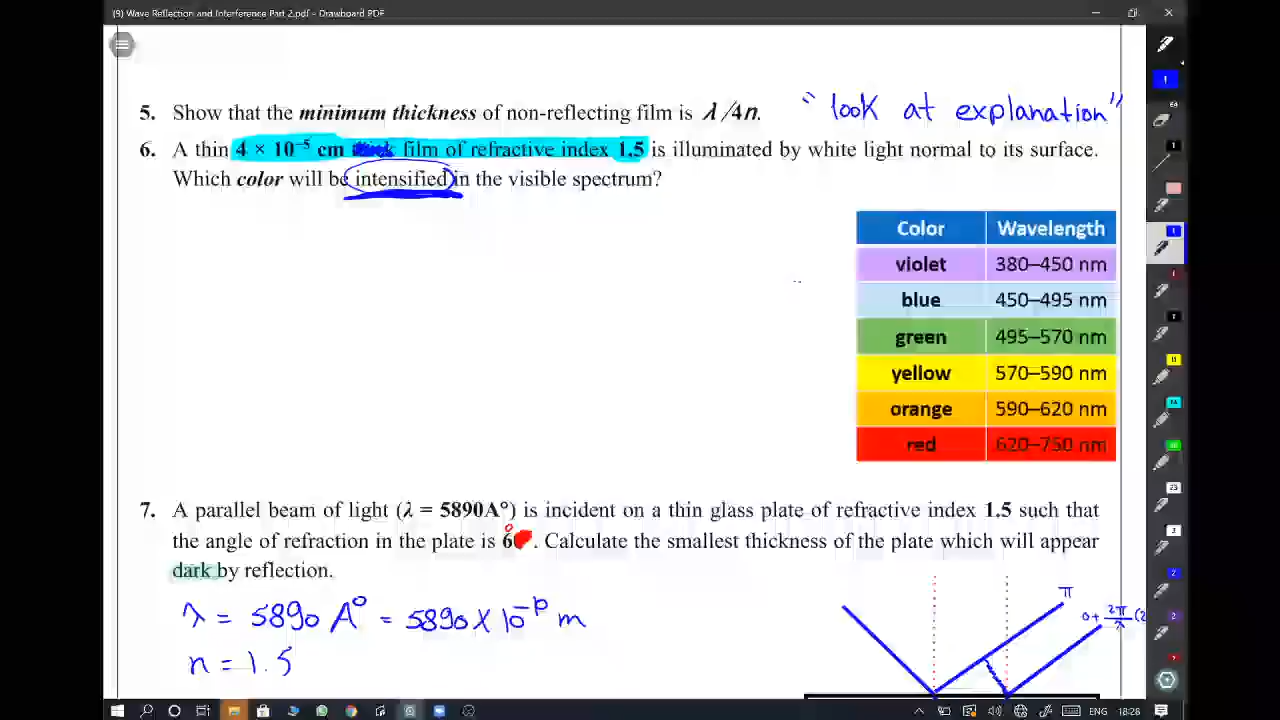 (9) Wave Reflection and Interference Part 2.pdf - Drawboard PDF
5. Show that the minimum thickness of non-reflecting film is λ/4n. "look at explanation"
6. A thin 4 × 10⁻⁵ cm film of refractive index 1.5 is illuminated by white light normal to its surface.
Which color will be intensified in the visible spectrum?
Color Wavelength
violet 380–450 nm
blue 450–495 nm
green 495–570 nm
yellow 570–590 nm
orange 590–620 nm
red 620–750 nm
7. A parallel beam of light (λ = 5890A°) is incident on a thin glass plate of refractive index 1.5 such that
the angle of refraction in the plate is 6°. Calculate the smallest thickness of the plate which will appear
dark by reflection.
λ = 5890 A° = 5890 × 10⁻¹⁰ m
n = 1.5
π
0 + 2π/λ (2
ENG 18:28